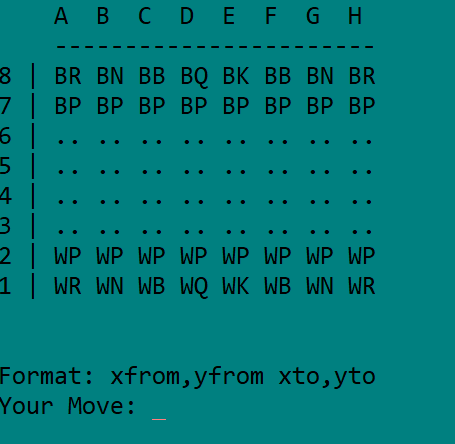 A B C D E F G H
------------------------
8 | BR BN BB BQ BK BB BN BR
7 | BP BP BP BP BP BP BP BP
6 | .. .. .. .. .. .. .. ..
5 | .. .. .. .. .. .. .. ..
4 | .. .. .. .. .. .. .. ..
3 | .. .. .. .. .. .. .. ..
2 | WP WP WP WP WP WP WP WP
1 | WR WN WB WQ WK WB WN WR
Format: xfrom,yfrom xto,yto
Your Move: _